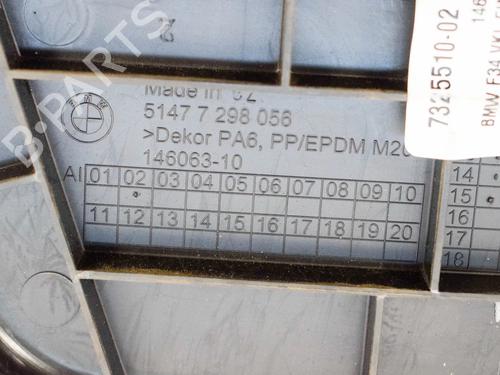 B-PARTS
Made in CZ
BMW
5147 7 298 056
>Dekor PA6, PP/EPDM M20
146063-10
AI 01 02 03 04 05 06 07 08 09 10
11 12 13 14 15 16 17 18 19 20
7325510-02
146
BMW F34
14
15
16
17
18